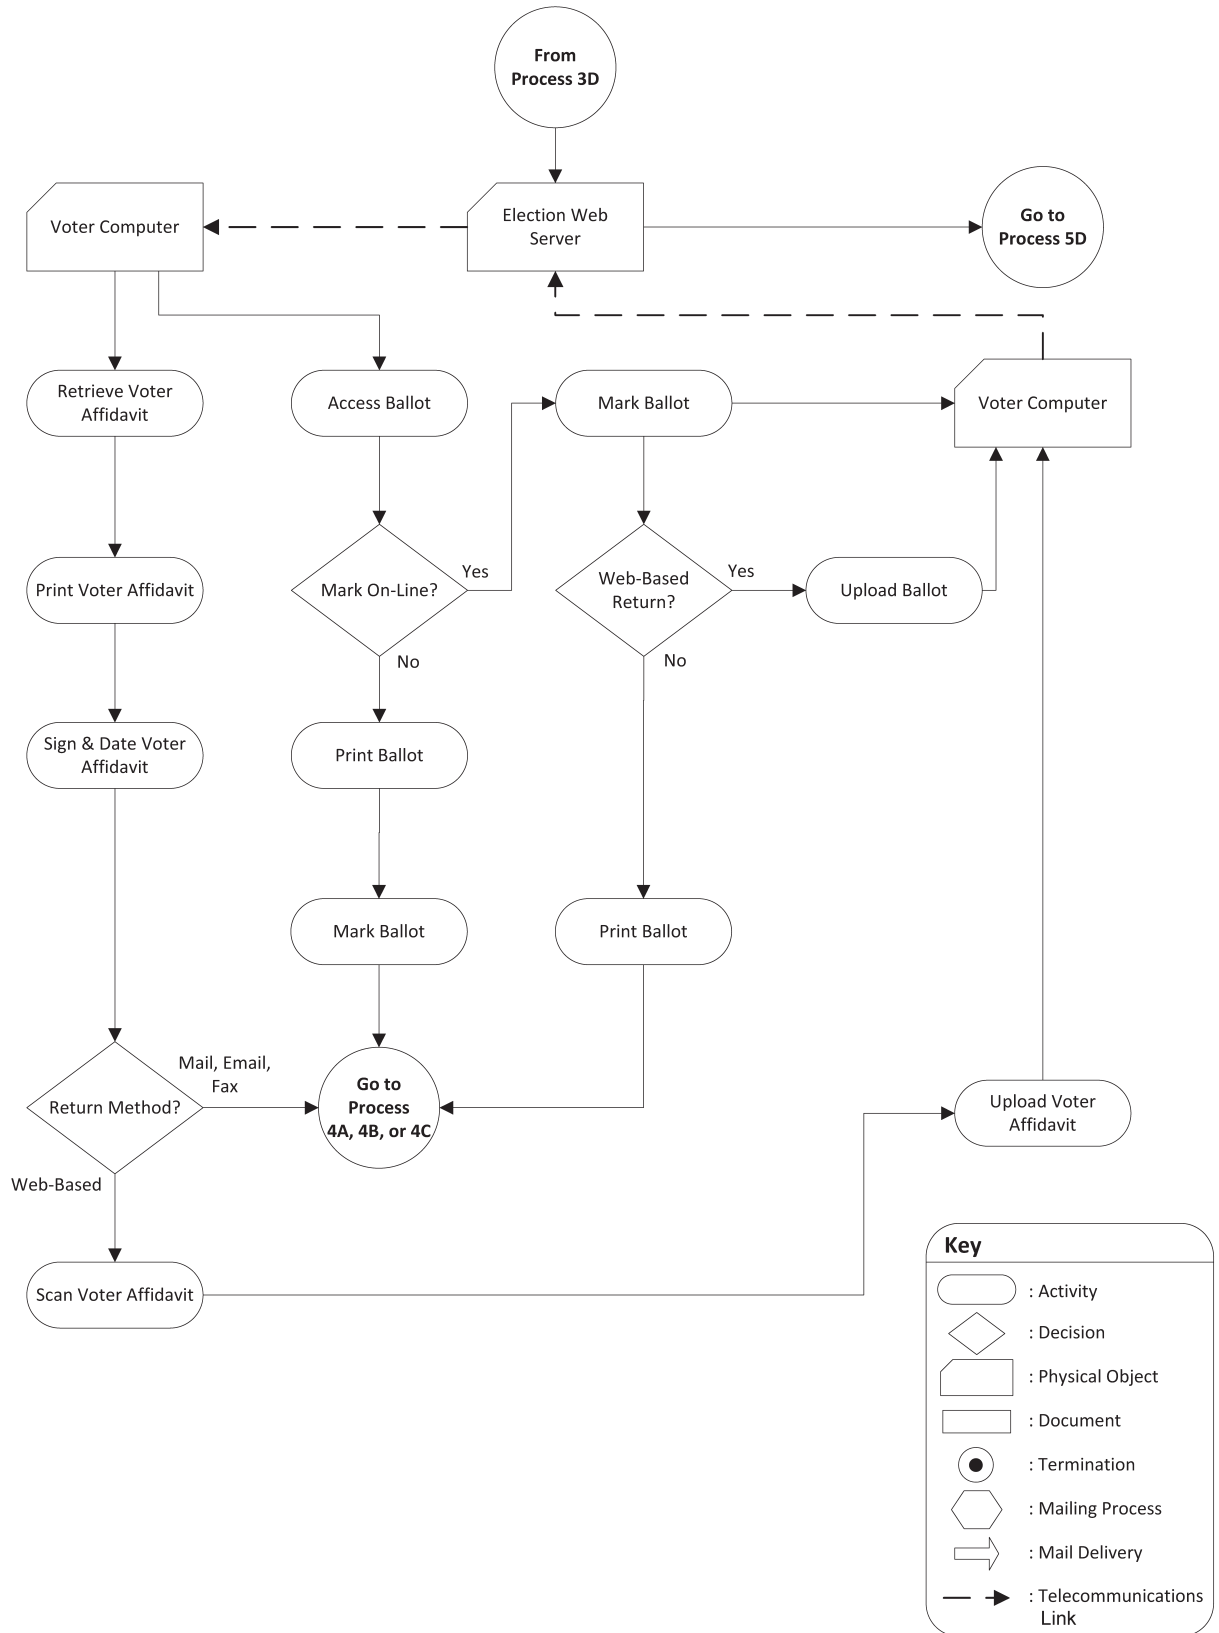 From
Process 3D
Voter Computer
Election Web
Server
Go to
Process 5D
Retrieve Voter
Affidavit
Access Ballot
Mark Ballot
Voter Computer
Print Voter Affidavit
Mark On-Line?
Yes
No
Web-Based
Return?
Yes
No
Upload Ballot
Sign & Date Voter
Affidavit
Print Ballot
Mark Ballot
Print Ballot
Return Method?
Mail, Email,
Fax
Web-Based
Go to
Process
4A, 4B, or 4C
Upload Voter
Affidavit
Scan Voter Affidavit
Key
: Activity
: Decision
: Physical Object
: Document
: Termination
: Mailing Process
: Mail Delivery
: Telecommunications
Link